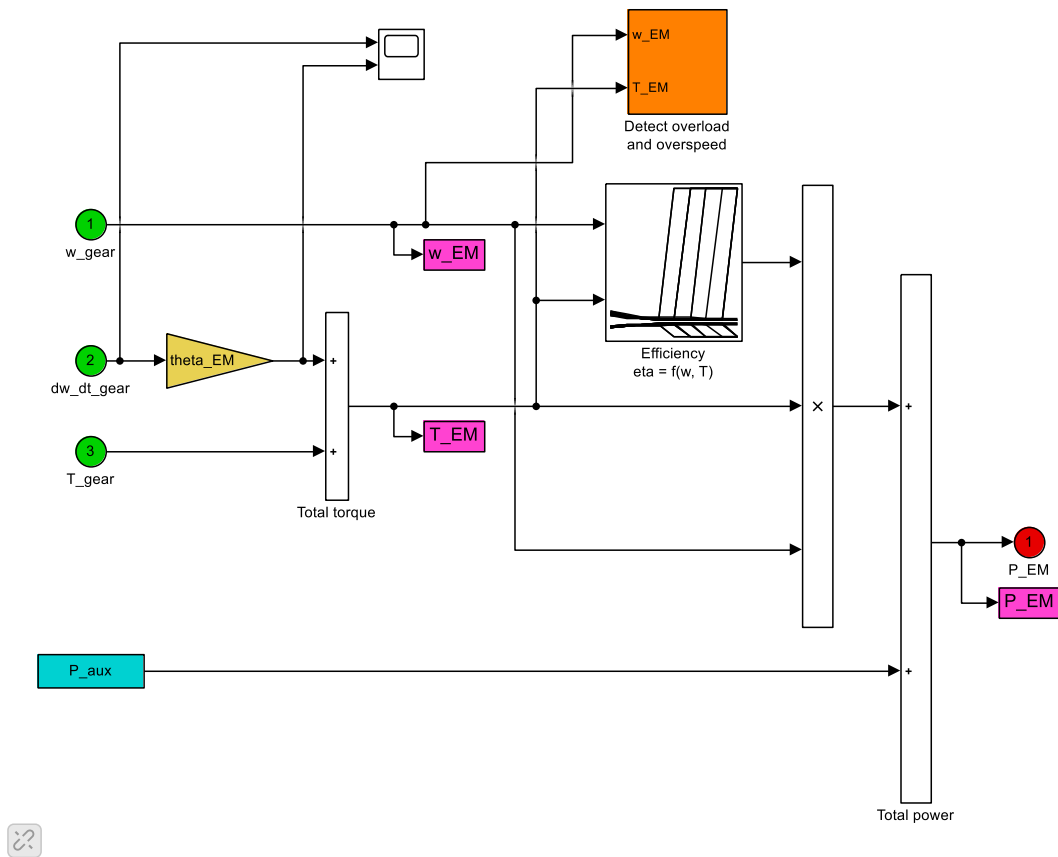 w_EM
T_EM
Detect overload
and overspeed
1
w_gear
w_EM
Efficiency
eta = f(w, T)
2
dw_dt_gear
theta_EM
+
3
T_gear
+
Total torque
T_EM
×
+
+
Total power
1
P_EM
P_EM
P_aux